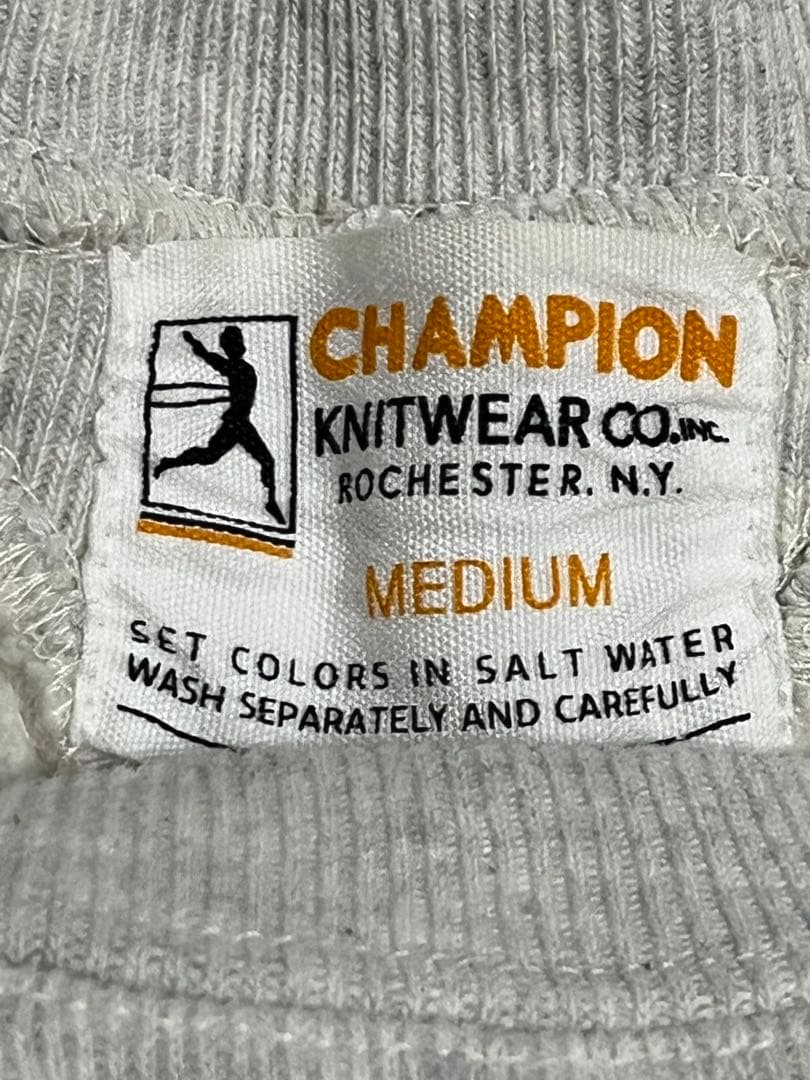 CHAMPION
KNITWEAR CO. INC.
ROCHESTER. N.Y.
MEDIUM
SET COLORS IN SALT WATER
WASH SEPARATELY AND CAREFULLY